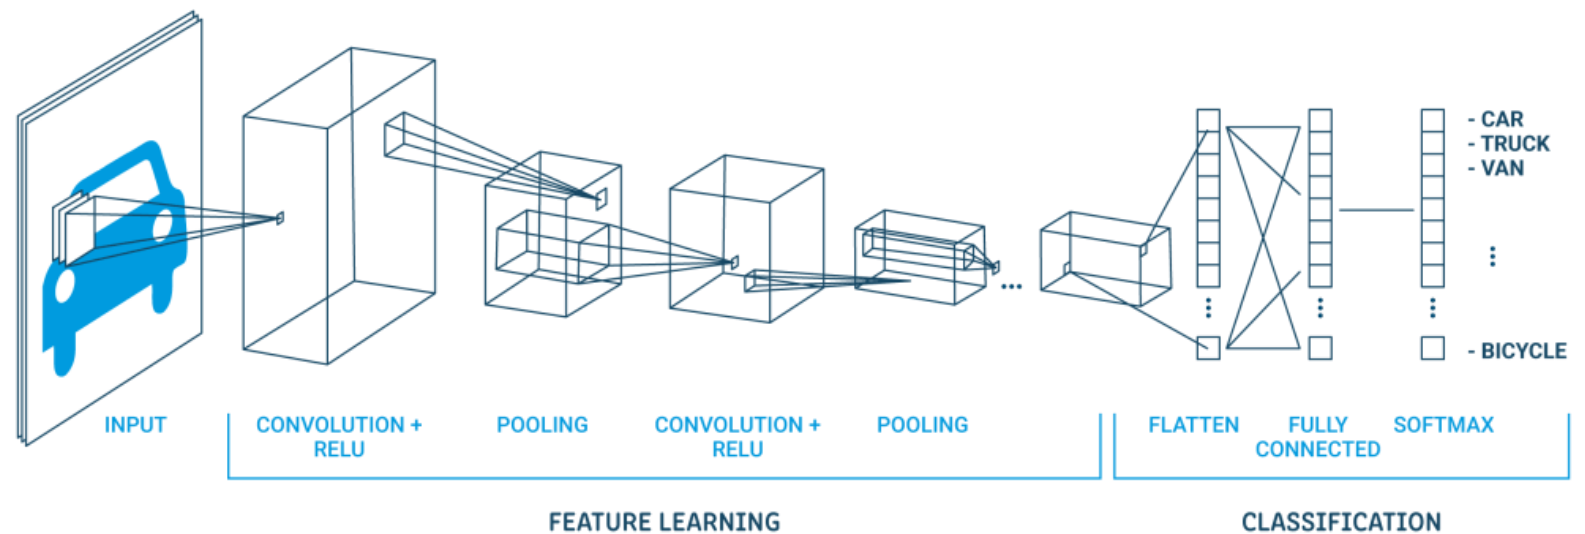 - CAR
- TRUCK
- VAN
...
⋮
⋮ ⋮ ⋮
- BICYCLE
INPUT
CONVOLUTION +
RELU
POOLING
CONVOLUTION +
RELU
POOLING
FLATTEN
FULLY
CONNECTED
SOFTMAX
FEATURE LEARNING
CLASSIFICATION